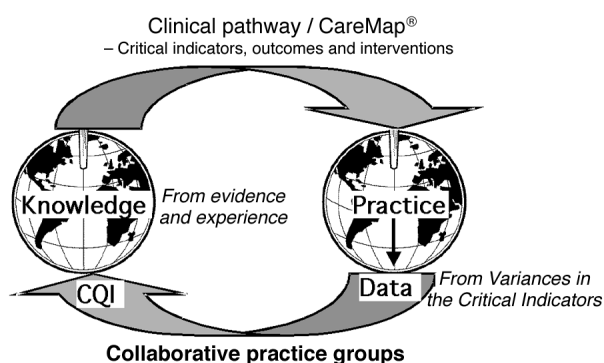 Clinical pathway / CareMap®
– Critical indicators, outcomes and interventions
Knowledge
From evidence
and experience
Practice
CQI
Data
From Variances in
the Critical Indicators
Collaborative practice groups